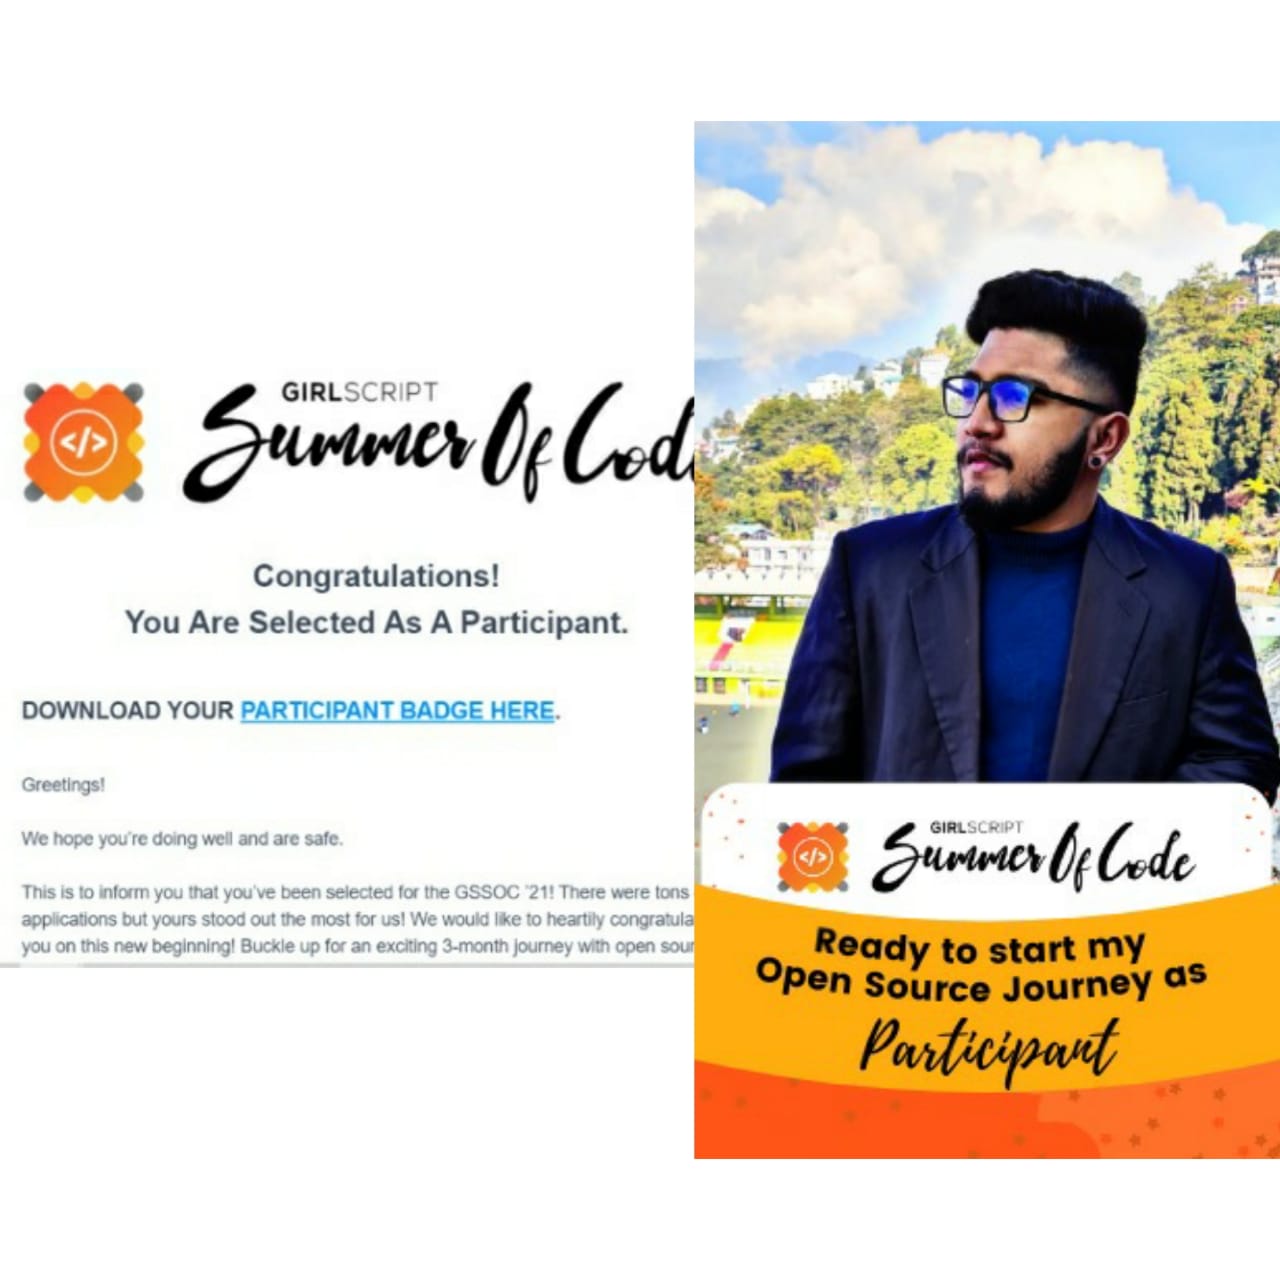 GIRLSCRIPT
Summer Of Cod
Congratulations!
You Are Selected As A Participant.
DOWNLOAD YOUR PARTICIPANT BADGE HERE.
Greetings!
We hope you're doing well and are safe.
This is to inform you that you've been selected for the GSSOC '21! There were tons
applications but yours stood out the most for us! We would like to heartily congratula
you on this new beginning! Buckle up for an exciting 3-month journey with open sour
</>
GIRLSCRIPT
Summer Of Code
</>
Ready to start my
Open Source Journey as
Participant